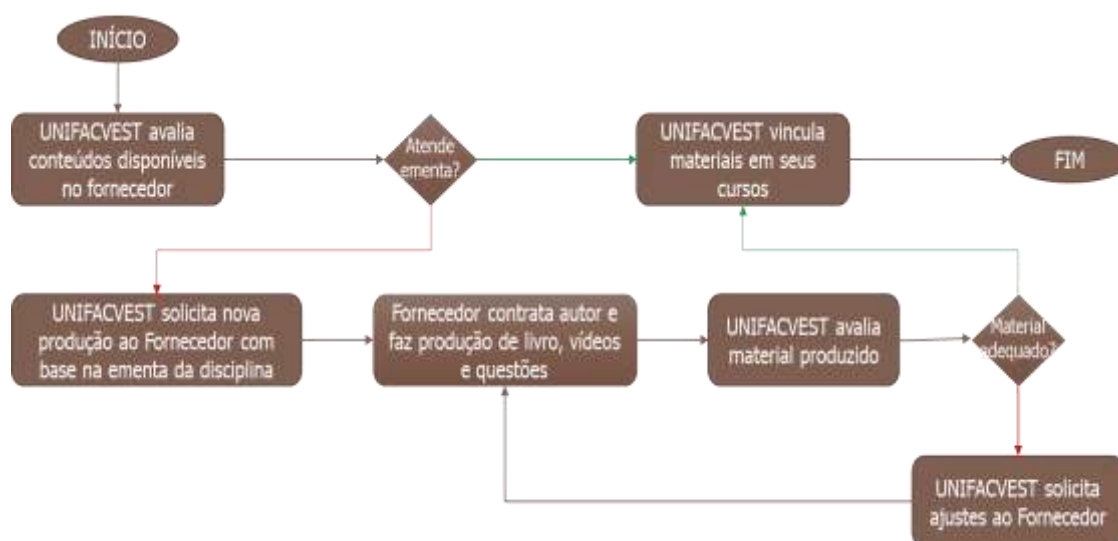 INÍCIO
UNIFACVEST avalia
conteúdos disponíveis
no fornecedor
Atende
ementa?
UNIFACVEST vincula
materiais em seus
cursos
FIM
UNIFACVEST solicita nova
produção ao Fornecedor com
base na ementa da disciplina
Fornecedor contrata autor e
faz produção de livro, vídeos
e questões
UNIFACVEST avalia
material produzido
Material
adequado?
UNIFACVEST solicita
ajustes ao Fornecedor